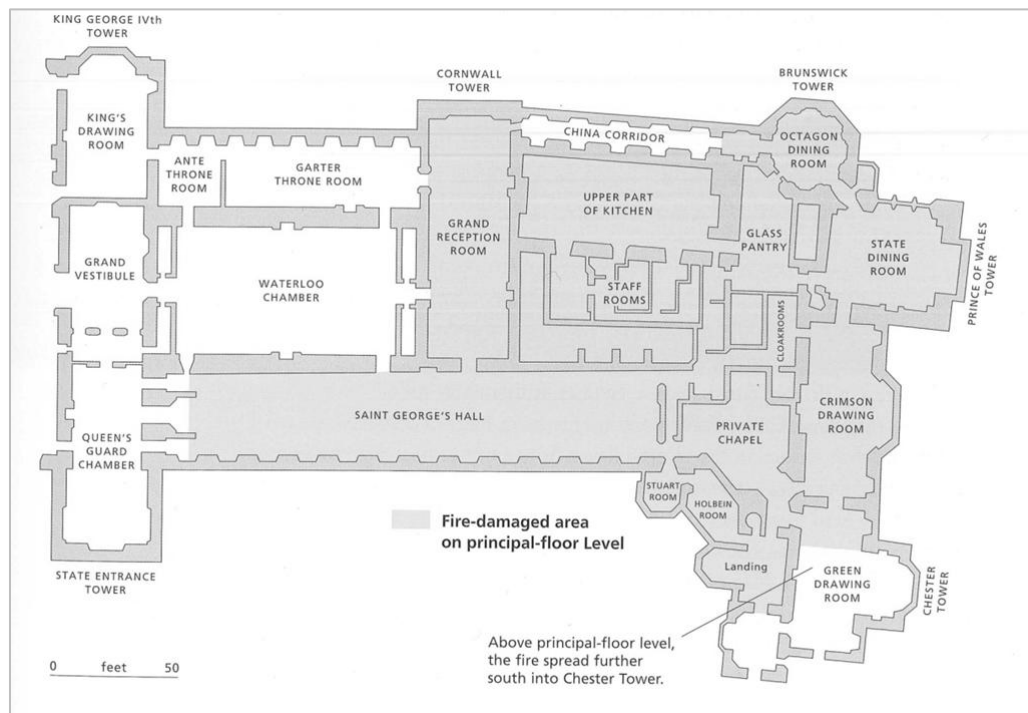 KING GEORGE IVth
TOWER
CORNWALL
TOWER
BRUNSWICK
TOWER
KING'S
DRAWING
ROOM
CHINA CORRIDOR
OCTAGON
DINING
ROOM
ANTE
THRONE
ROOM
GARTER
THRONE ROOM
UPPER PART
OF KITCHEN
GRAND
RECEPTION
ROOM
GLASS
PANTRY
STATE
DINING
ROOM
PRINCE OF WALES
TOWER
GRAND
VESTIBULE
WATERLOO
CHAMBER
STAFF
ROOMS
CLOAKROOMS
SAINT GEORGE'S HALL
CRIMSON
DRAWING
ROOM
PRIVATE
CHAPEL
QUEEN'S
GUARD
CHAMBER
STUART
ROOM
HOLBEIN
ROOM
Fire-damaged area
on principal-floor Level
Landing
GREEN
DRAWING
ROOM
CHESTER
TOWER
STATE ENTRANCE
TOWER
Above principal-floor level,
the fire spread further
south into Chester Tower.
0 feet 50